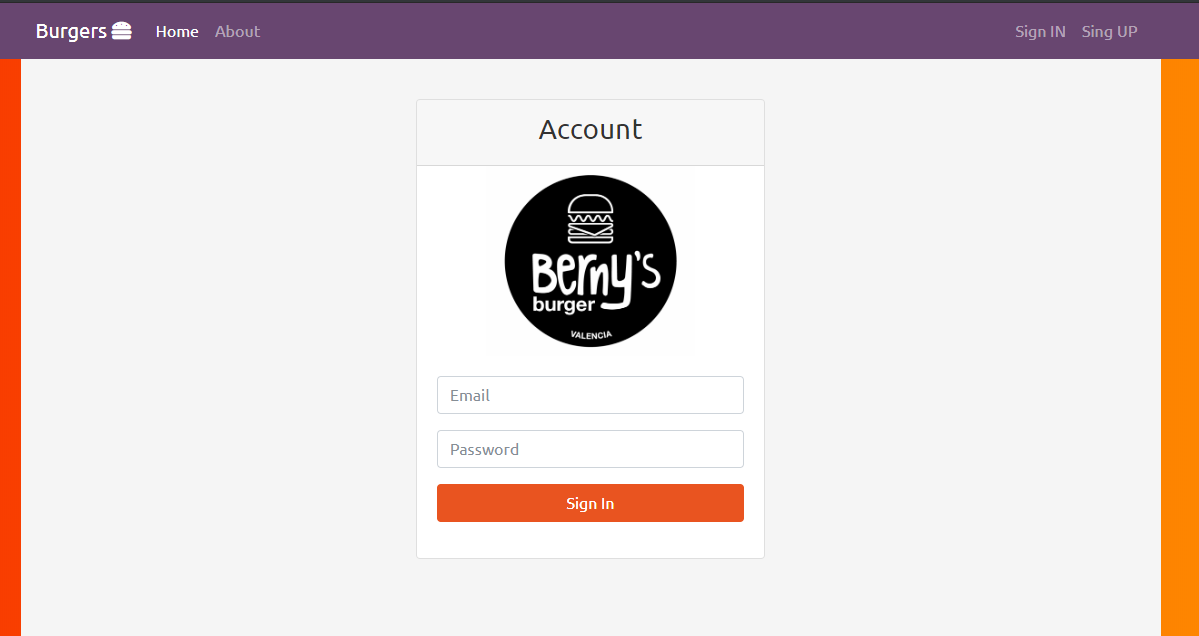 Burgers Home About Sign IN Sing UP
Account
Berny's
burger
VALENCIA
Email
Password
Sign In